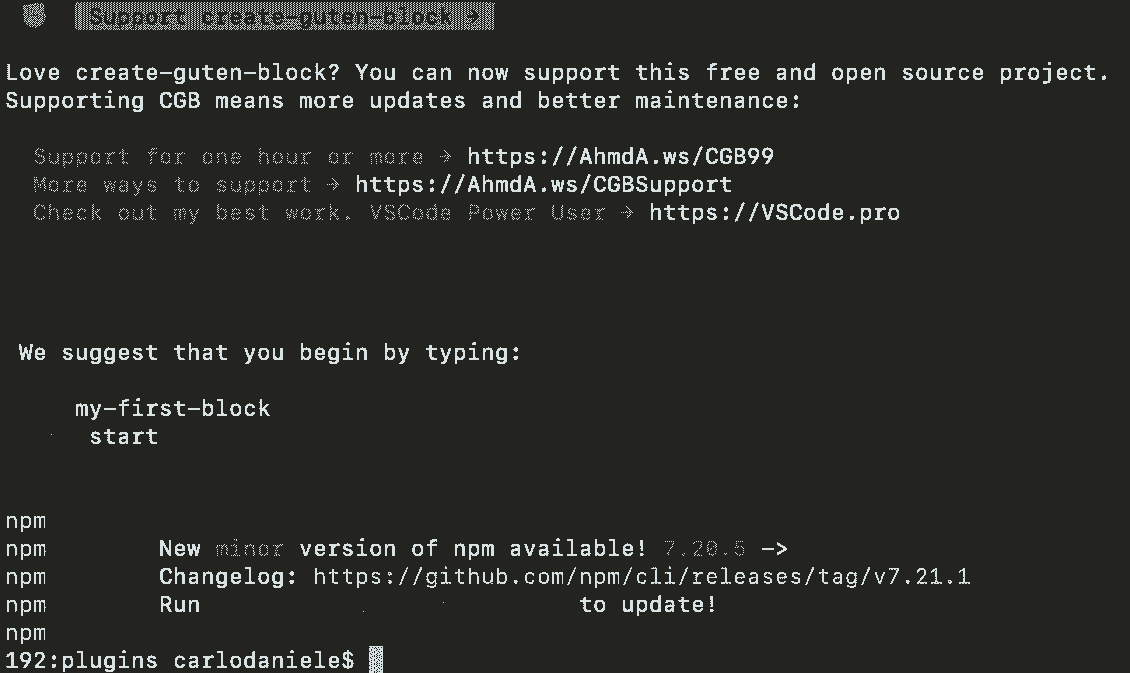 Support create-guten-block →
Love create-guten-block? You can now support this free and open source project.
Supporting CGB means more updates and better maintenance:
Support for one hour or more → https://AhmdA.ws/CGB99
More ways to support → https://AhmdA.ws/CGBSupport
Check out my best work. VSCode Power User → https://VSCode.pro
We suggest that you begin by typing:
my-first-block
start
npm
npm New minor version of npm available! 7.20.5 ->
npm Changelog: https://github.com/npm/cli/releases/tag/v7.21.1
npm Run to update!
npm
192:plugins carlodaniele$